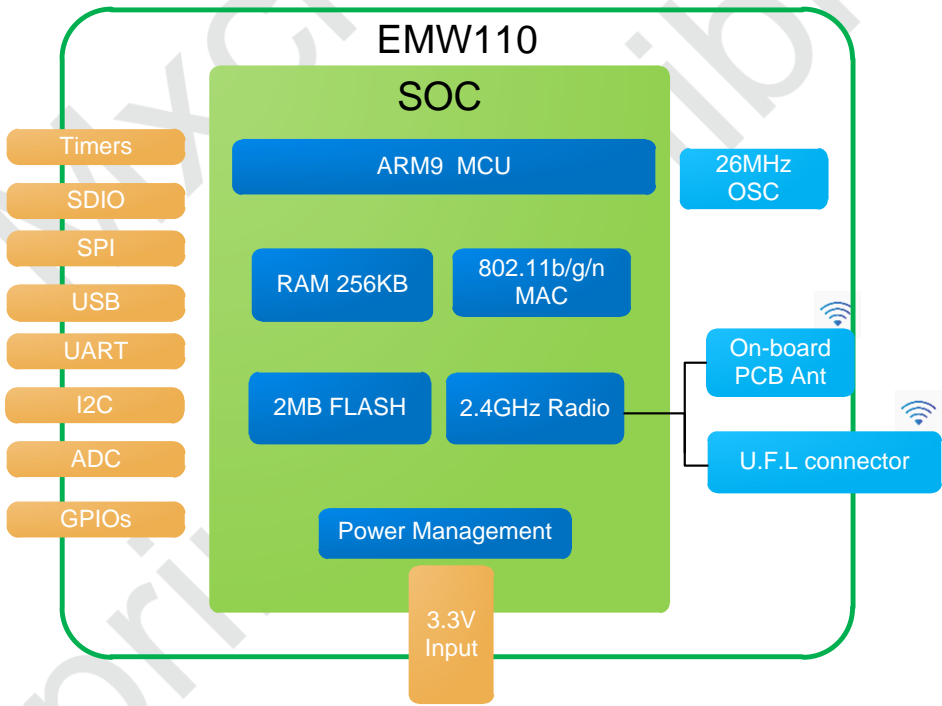 EMW110
SOC
Timers
SDIO
SPI
USB
UART
I2C
ADC
GPIOs
ARM9 MCU
RAM 256KB
802.11b/g/n
MAC
2MB FLASH
2.4GHz Radio
Power Management
3.3V
Input
26MHz
OSC
On-board
PCB Ant
U.F.L connector